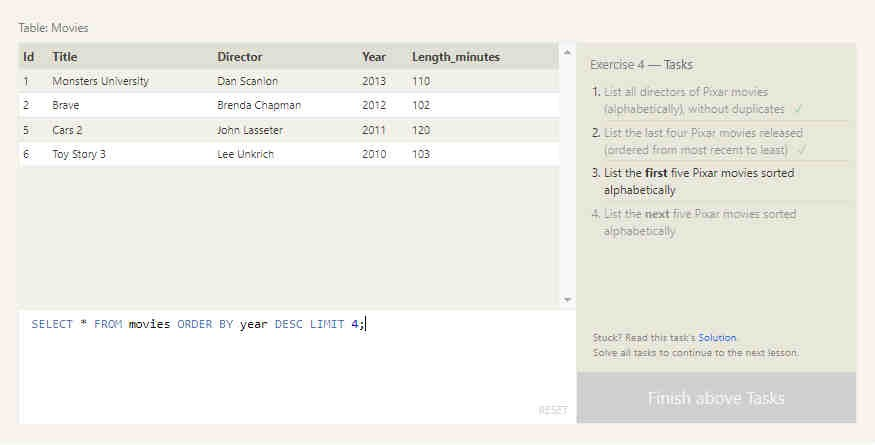 Table: Movies
Id Title Director Year Length_minutes
1 Monsters University Dan Scanlon 2013 110
2 Brave Brenda Chapman 2012 102
5 Cars 2 John Lasseter 2011 120
6 Toy Story 3 Lee Unkrich 2010 103
SELECT * FROM movies ORDER BY year DESC LIMIT 4;
RESET
Exercise 4 — Tasks
1. List all directors of Pixar movies
(alphabetically), without duplicates ✓
2. List the last four Pixar movies released
(ordered from most recent to least) ✓
3. List the first five Pixar movies sorted
alphabetically
4. List the next five Pixar movies sorted
alphabetically
Stuck? Read this task's Solution.
Solve all tasks to continue to the next lesson.
Finish above Tasks